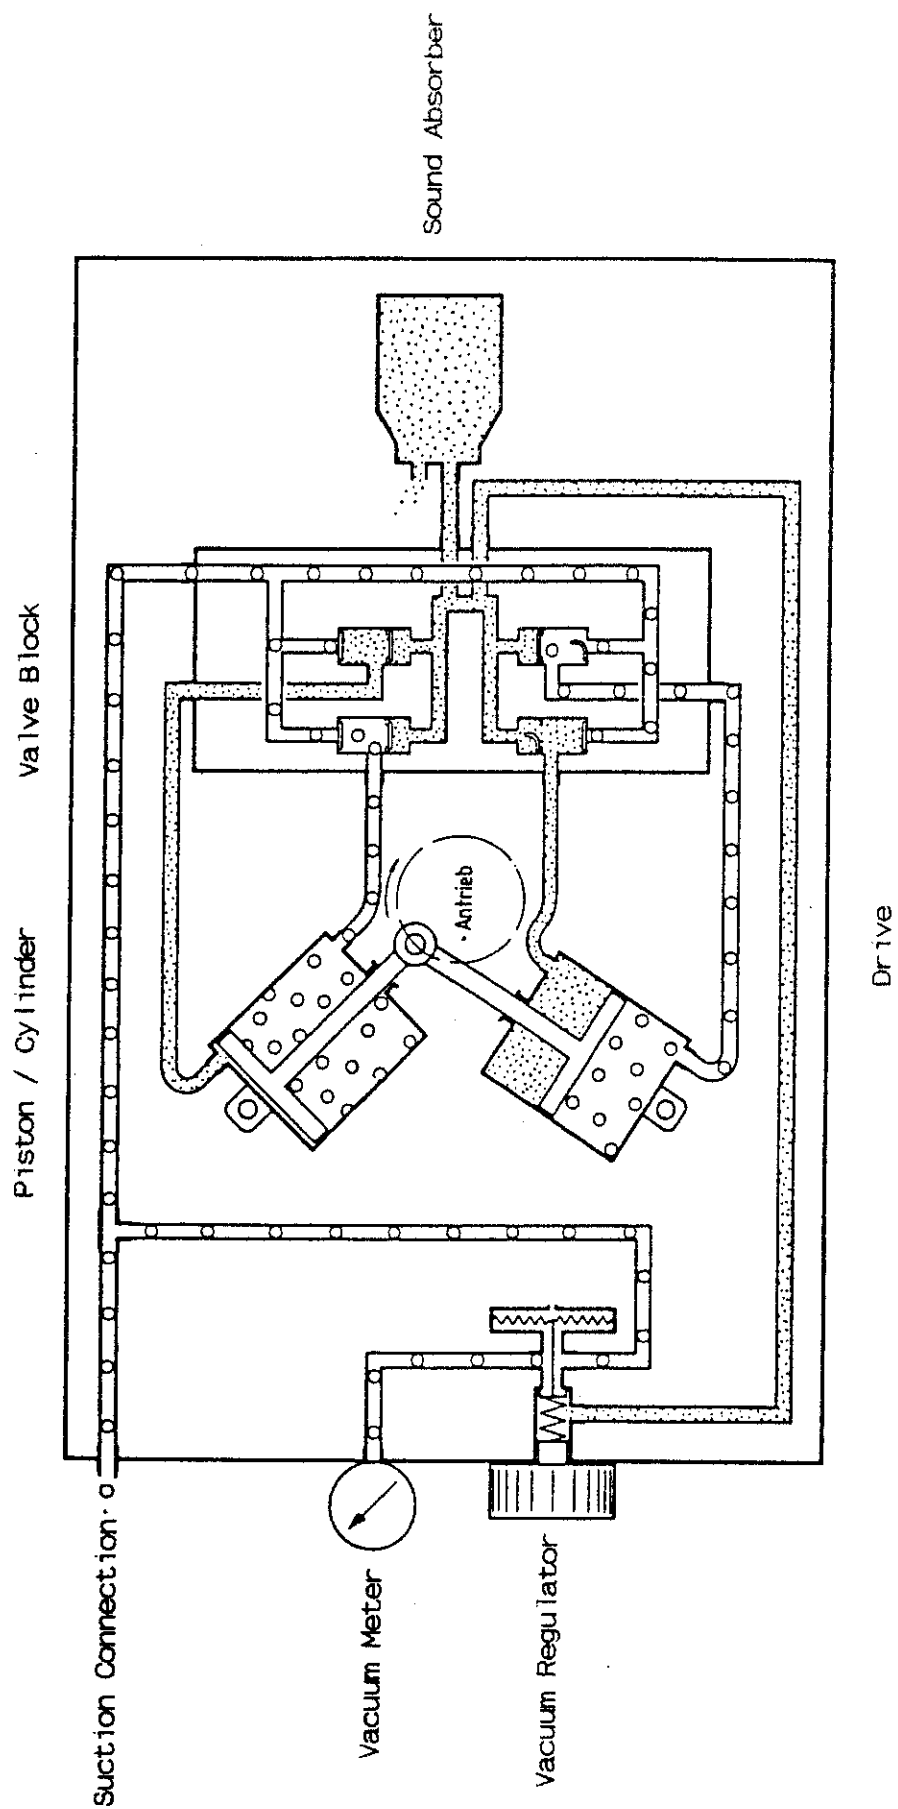 Sound Absorber
Valve Block
Piston / Cylinder
Antrieb
Drive
Suction Connection
Vacuum Meter
Vacuum Regulator